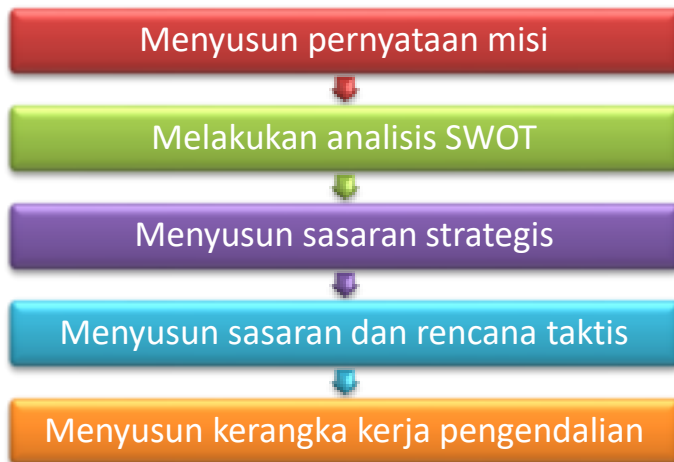 Menyusun pernyataan misi
Melakukan analisis SWOT
Menyusun sasaran strategis
Menyusun sasaran dan rencana taktis
Menyusun kerangka kerja pengendalian